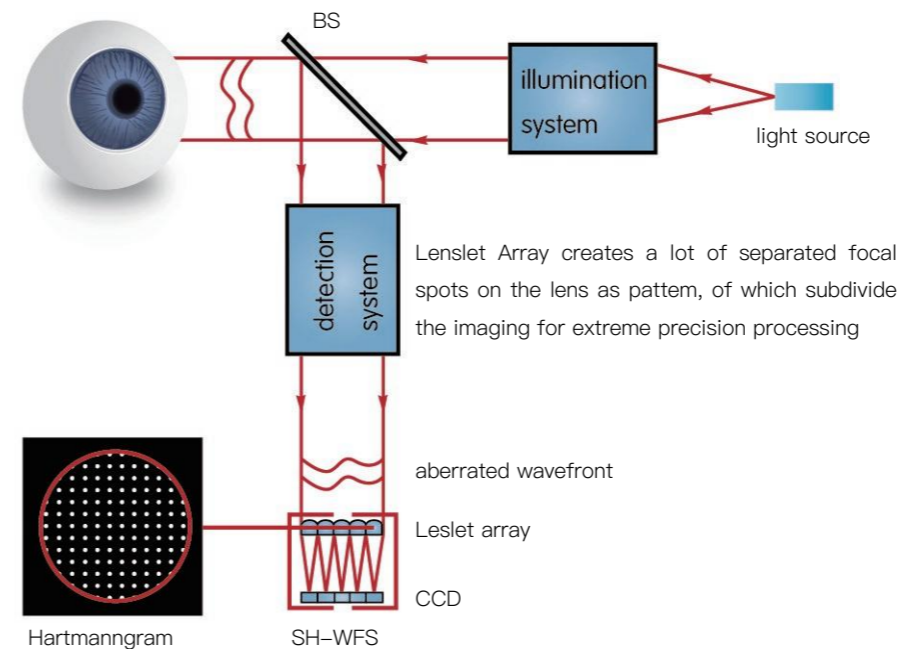 BS
illumination
system
light source
detection
system
Lenslet Array creates a lot of separated focal
spots on the lens as pattem, of which subdivide
the imaging for extreme precision processing
aberrated wavefront
Leslet array
CCD
Hartmanngram
SH-WFS